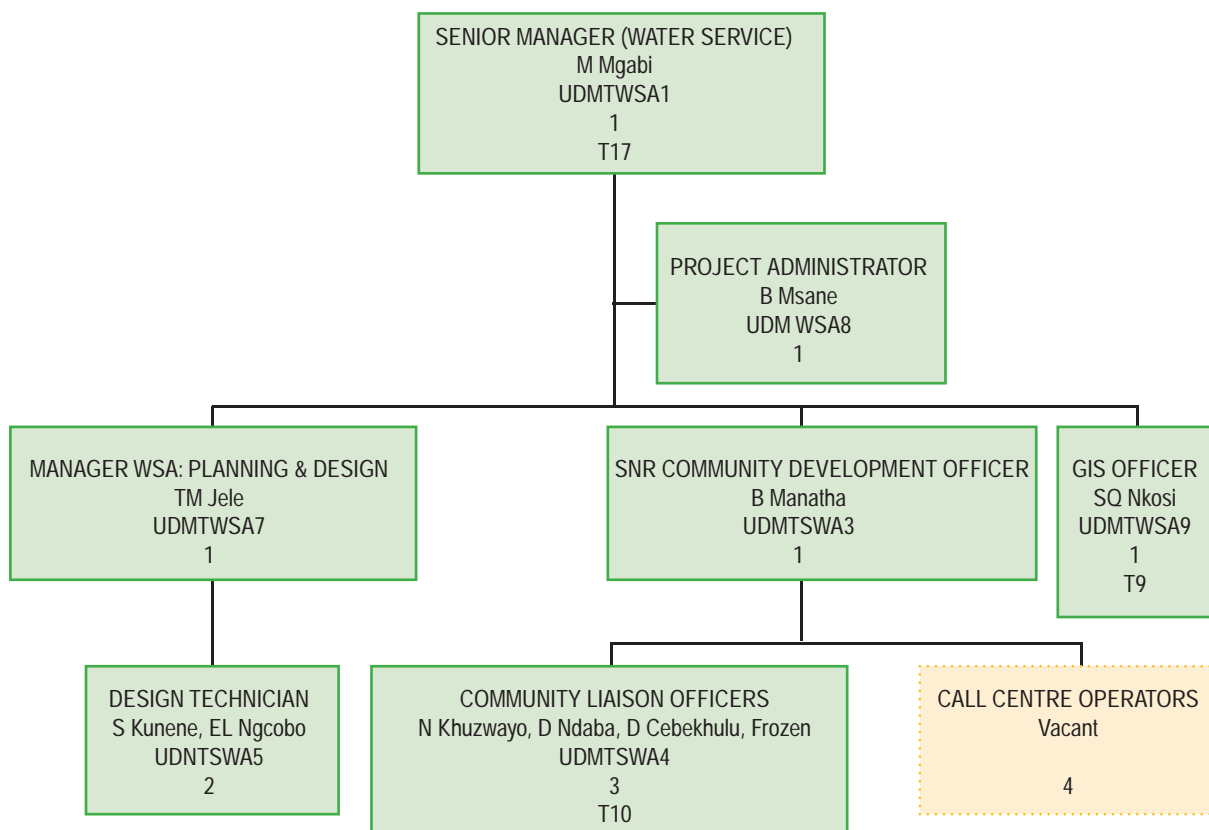 SENIOR MANAGER (WATER SERVICE)
M Mgabi
UDMTWSA1
1
T17
PROJECT ADMINISTRATOR
B Msane
UDM WSA8
1
MANAGER WSA: PLANNING & DESIGN
TM Jele
UDMTWSA7
1
SNR COMMUNITY DEVELOPMENT OFFICER
B Manatha
UDMTSWA3
1
GIS OFFICER
SQ Nkosi
UDMTWSA9
1
T9
DESIGN TECHNICIAN
S Kunene, EL Ngcobo
UDNTSWA5
2
COMMUNITY LIAISON OFFICERS
N Khuzwayo, D Ndaba, D Cebekhulu, Frozen
UDMTSWA4
3
T10
CALL CENTRE OPERATORS
Vacant
4